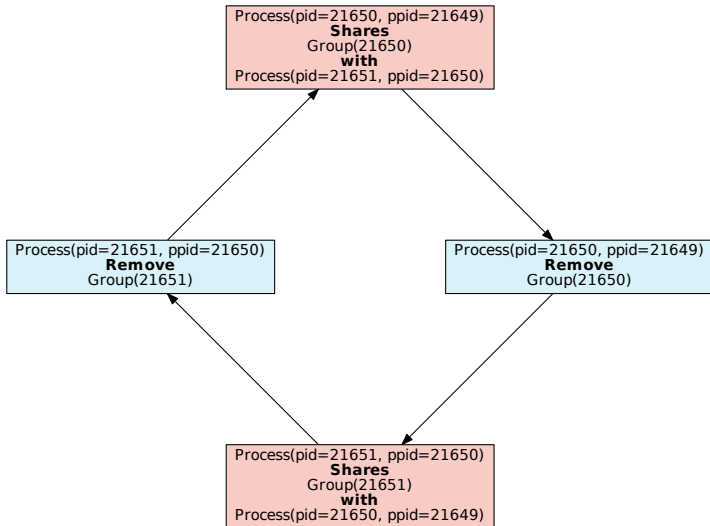 Process(pid=21650, ppid=21649)
Shares
Group(21650)
with
Process(pid=21651, ppid=21650)
Process(pid=21651, ppid=21650)
Remove
Group(21651)
Process(pid=21650, ppid=21649)
Remove
Group(21650)
Process(pid=21651, ppid=21650)
Shares
Group(21651)
with
Process(pid=21650, ppid=21649)